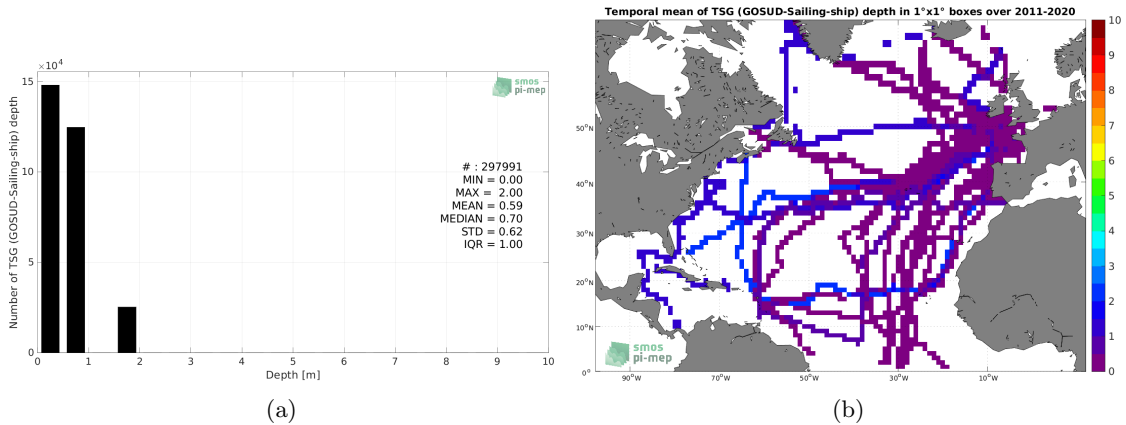 ×10⁴
15
10
5
0
Number of TSG (GOSUD-Sailing-ship) depth
0 1 2 3 4 5 6 7 8 9 10
Depth [m]
smos
pi-mep
# : 297991
MIN = 0.00
MAX = 2.00
MEAN = 0.59
MEDIAN = 0.70
STD = 0.62
IQR = 1.00
(a)
Temporal mean of TSG (GOSUD-Sailing-ship) depth in 1°x1° boxes over 2011-2020
50°N
40°N
30°N
20°N
10°N
0°
90°W 70°W 50°W 30°W 10°W
smos
pi-mep
10
9
8
7
6
5
4
3
2
1
0
(b)